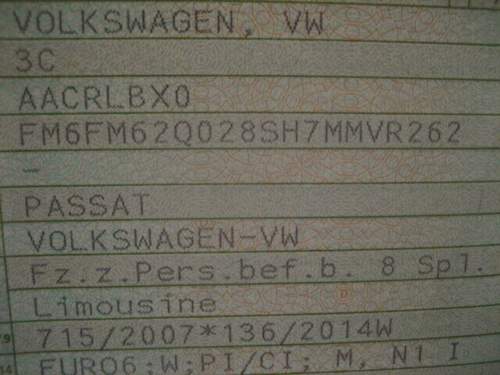 VOLKSWAGEN, VW
3C
AACRLBX0
FM6FM62Q028SH7MMVR262
–
PASSAT
VOLKSWAGEN-VW
Fz.z.Pers.bef.b. 8 Spl.
Limousine
715/2007*136/2014W
EURO6;W;PI/CI; M, N1 I